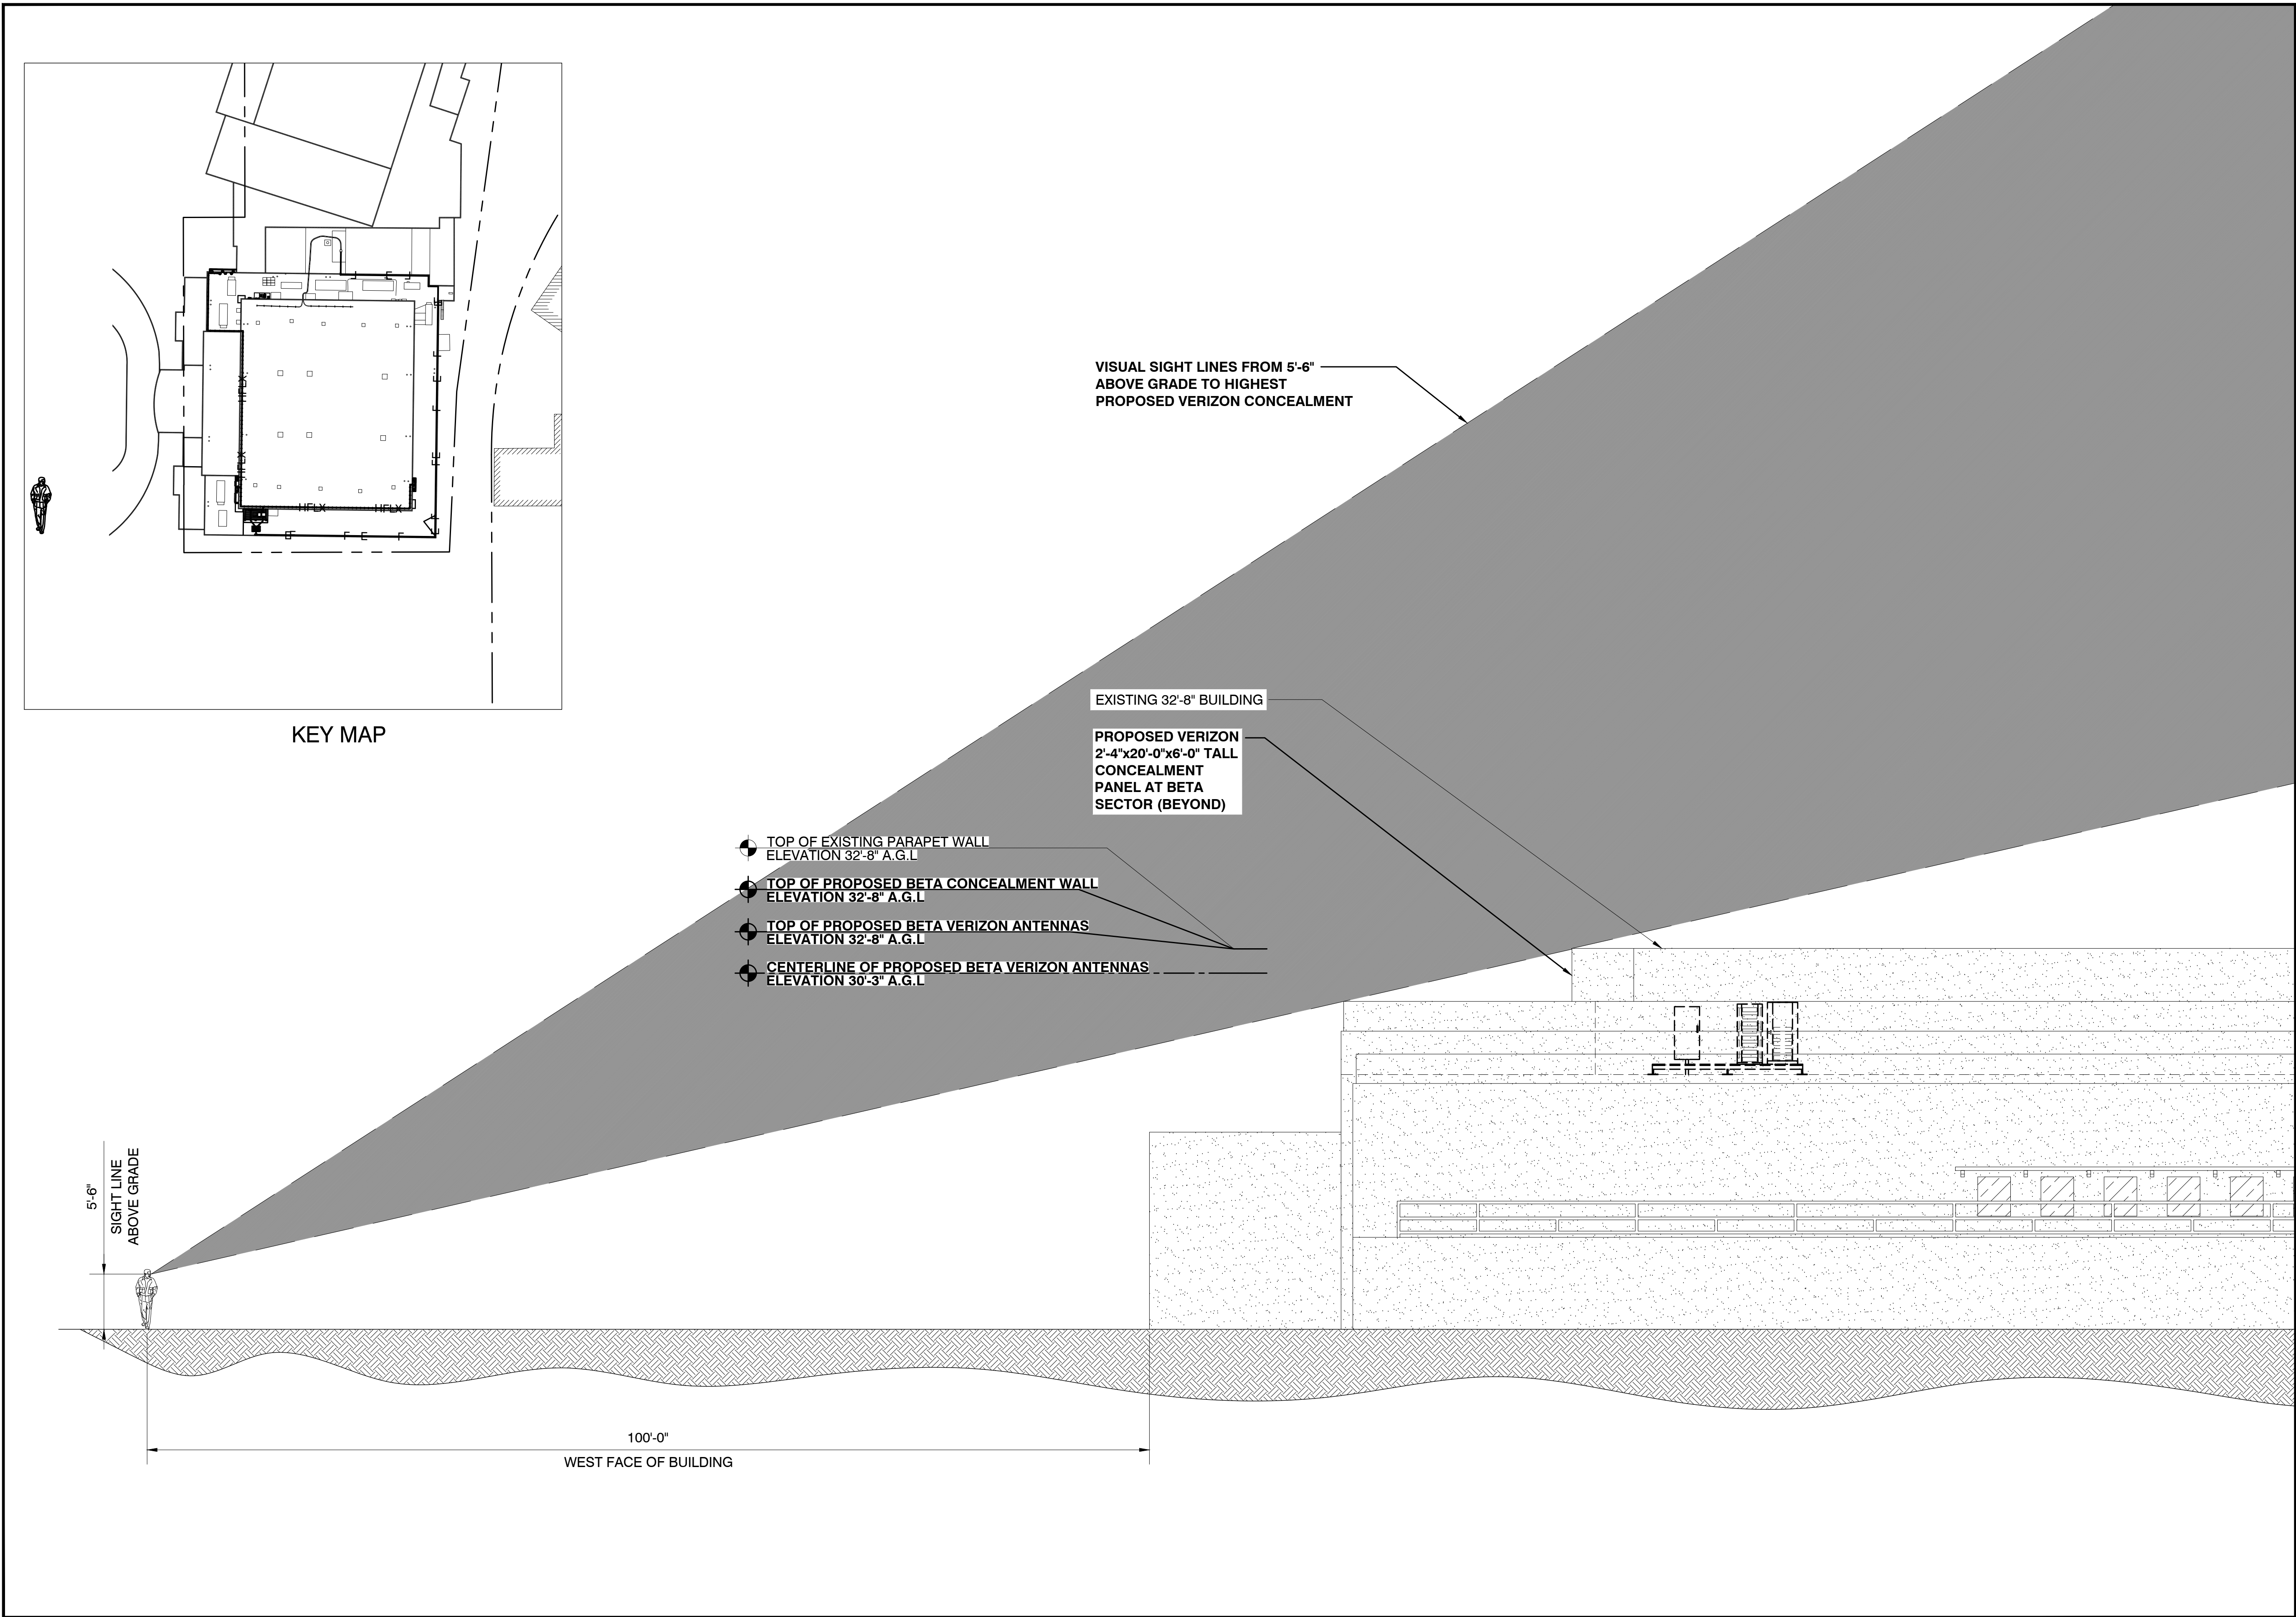 KEY MAP
HFLX
HFLX
HFLX
HFLX
VISUAL SIGHT LINES FROM 5'-6"
ABOVE GRADE TO HIGHEST
PROPOSED VERIZON CONCEALMENT
EXISTING 32'-8" BUILDING
PROPOSED VERIZON
2'-4"x20'-0"x6'-0" TALL
CONCEALMENT
PANEL AT BETA
SECTOR (BEYOND)
TOP OF EXISTING PARAPET WALL
ELEVATION 32'-8" A.G.L
TOP OF PROPOSED BETA CONCEALMENT WALL
ELEVATION 32'-8" A.G.L
TOP OF PROPOSED BETA VERIZON ANTENNAS
ELEVATION 32'-8" A.G.L
CENTERLINE OF PROPOSED BETA VERIZON ANTENNAS
ELEVATION 30'-3" A.G.L
5'-6"
SIGHT LINE
ABOVE GRADE
100'-0"
WEST FACE OF BUILDING